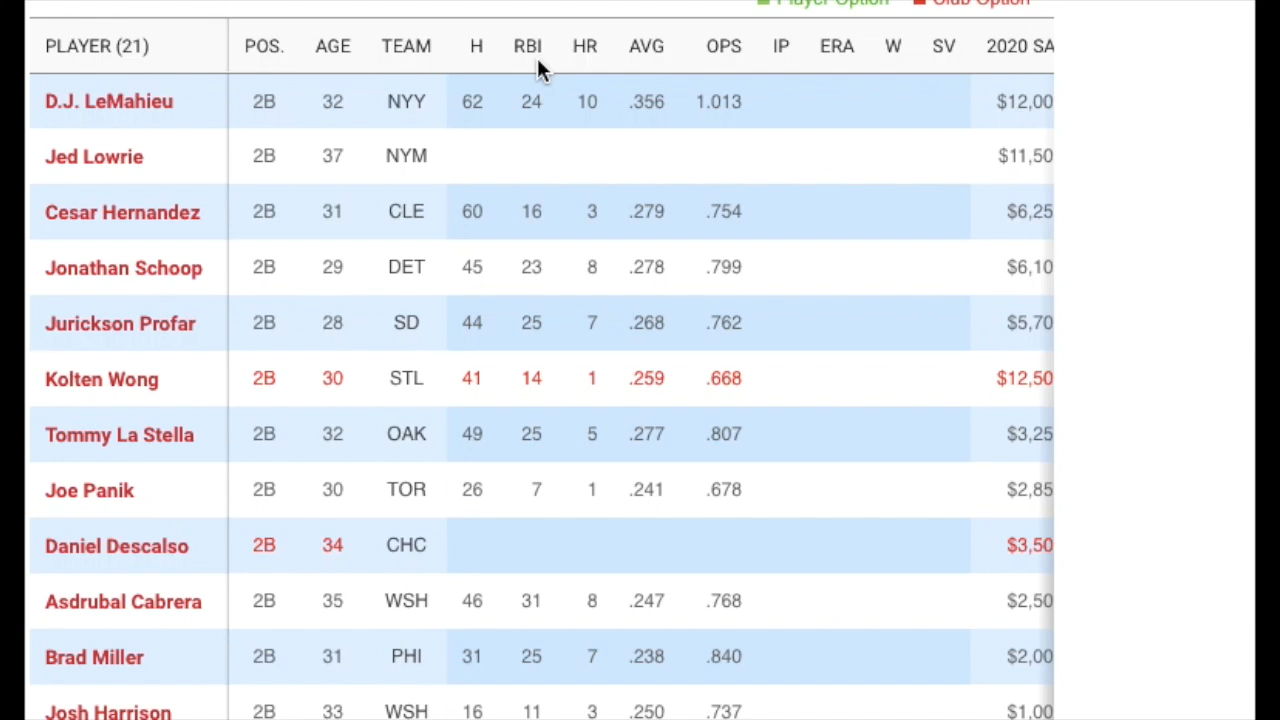 Player Option Club Option
PLAYER (21) POS. AGE TEAM H RBI HR AVG OPS IP ERA W SV 2020 SA
D.J. LeMahieu 2B 32 NYY 62 24 10 .356 1.013 $12,00
Jed Lowrie 2B 37 NYM $11,50
Cesar Hernandez 2B 31 CLE 60 16 3 .279 .754 $6,25
Jonathan Schoop 2B 29 DET 45 23 8 .278 .799 $6,10
Jurickson Profar 2B 28 SD 44 25 7 .268 .762 $5,70
Kolten Wong 2B 30 STL 41 14 1 .259 .668 $12,50
Tommy La Stella 2B 32 OAK 49 25 5 .277 .807 $3,25
Joe Panik 2B 30 TOR 26 7 1 .241 .678 $2,85
Daniel Descalso 2B 34 CHC $3,50
Asdrubal Cabrera 2B 35 WSH 46 31 8 .247 .768 $2,50
Brad Miller 2B 31 PHI 31 25 7 .238 .840 $2,00
Josh Harrison 2B 33 WSH 16 11 3 .250 .737 $1,00